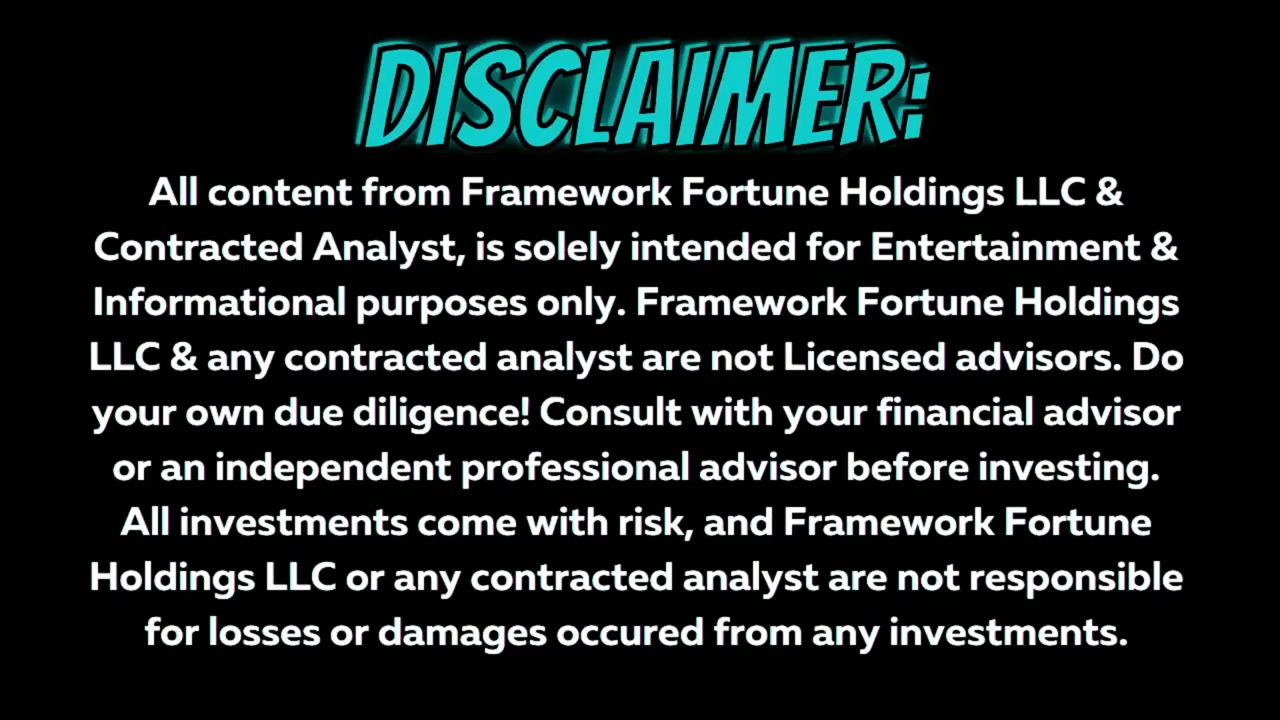 DISCLAIMER:
All content from Framework Fortune Holdings LLC &
Contracted Analyst, is solely intended for Entertainment &
Informational purposes only. Framework Fortune Holdings
LLC & any contracted analyst are not Licensed advisors. Do
your own due diligence! Consult with your financial advisor
or an independent professional advisor before investing.
All investments come with risk, and Framework Fortune
Holdings LLC or any contracted analyst are not responsible
for losses or damages occured from any investments.